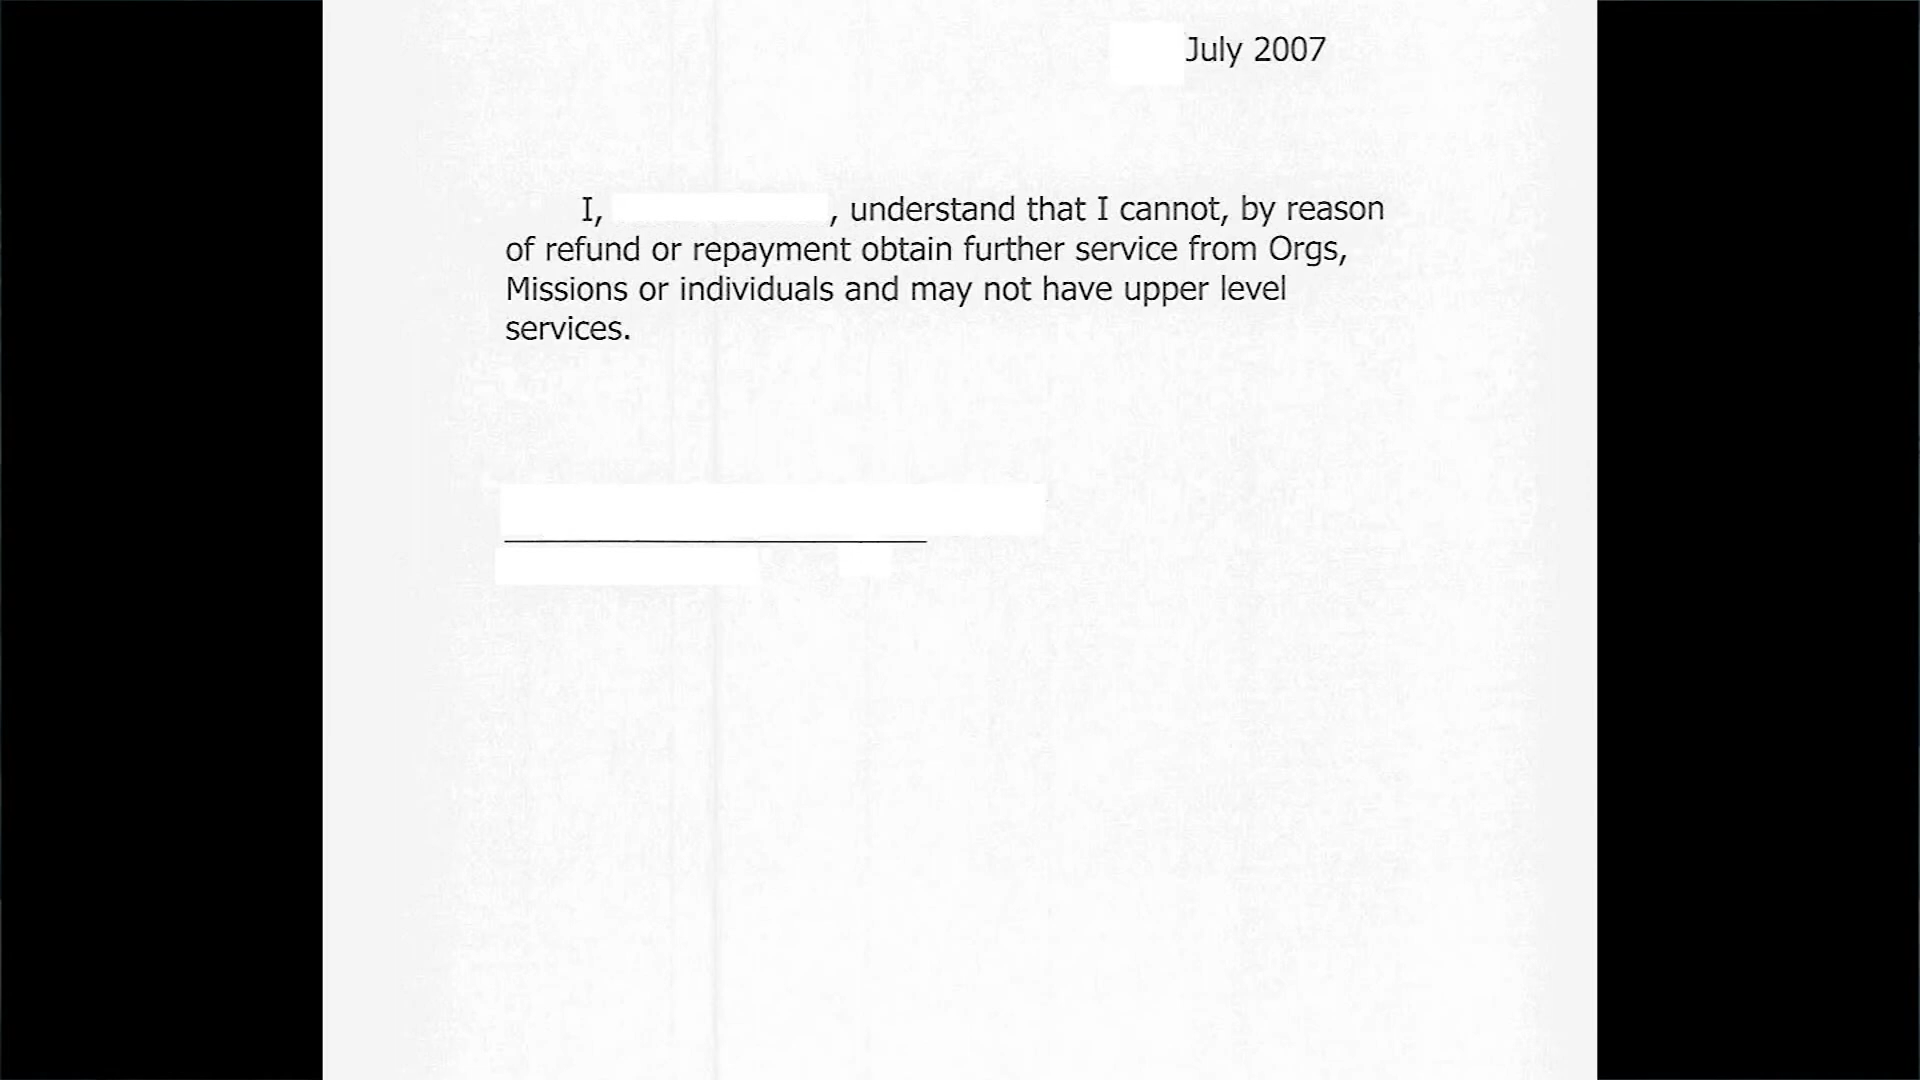 July 2007
I, , understand that I cannot, by reason
of refund or repayment obtain further service from Orgs,
Missions or individuals and may not have upper level
services.